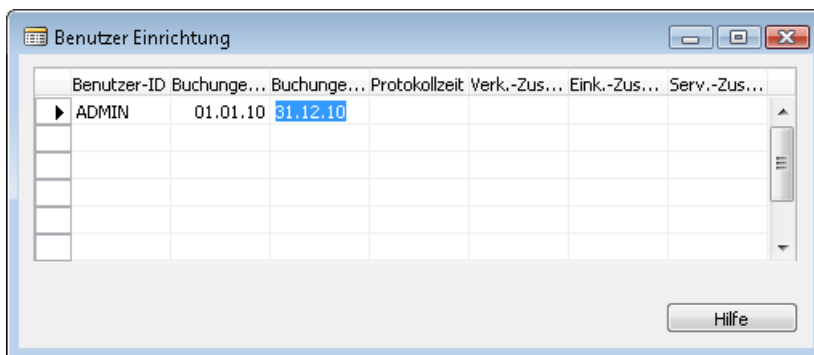 Benutzer Einrichtung
Benutzer-ID Buchunge... Buchunge... Protokollzeit Verk.-Zus... Eink.-Zus... Serv.-Zus...
ADMIN 01.01.10 31.12.10
Hilfe